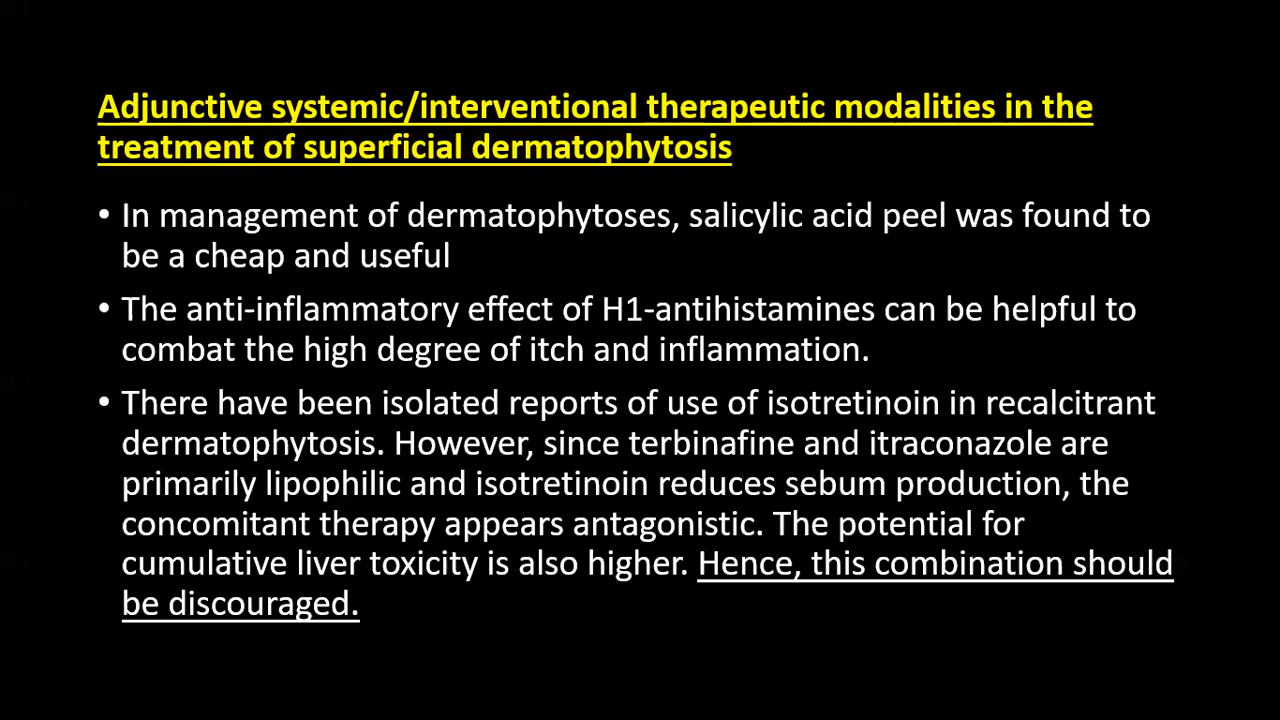 Adjunctive systemic/interventional therapeutic modalities in the
treatment of superficial dermatophytosis
• In management of dermatophytoses, salicylic acid peel was found to
be a cheap and useful
• The anti-inflammatory effect of H1-antihistamines can be helpful to
combat the high degree of itch and inflammation.
• There have been isolated reports of use of isotretinoin in recalcitrant
dermatophytosis. However, since terbinafine and itraconazole are
primarily lipophilic and isotretinoin reduces sebum production, the
concomitant therapy appears antagonistic. The potential for
cumulative liver toxicity is also higher. Hence, this combination should
be discouraged.